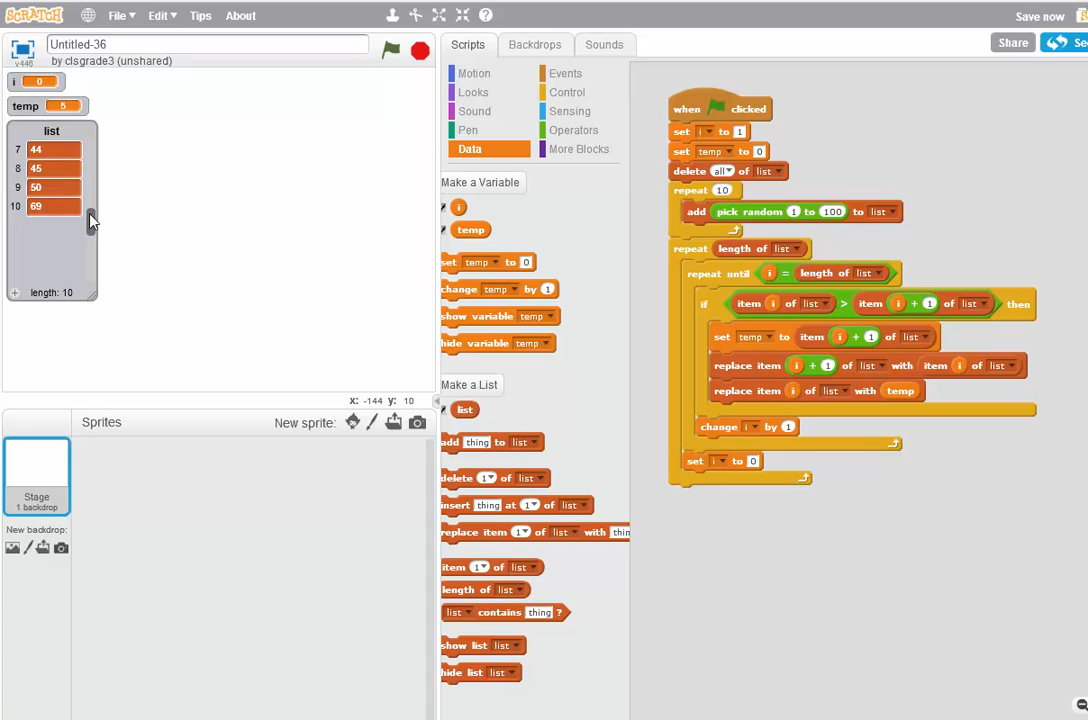 SCRATCH File▼ Edit▼ Tips About Save now
Untitled-36
by clsgrade3 (unshared)
v446
Scripts Backdrops Sounds
Share
i 0
temp 5
list
7 44
8 45
9 50
10 69
+ length: 10
x: -144 y: 10
Sprites New sprite:
Stage
1 backdrop
New backdrop:
Motion Events
Looks Control
Sound Sensing
Pen Operators
Data More Blocks
Make a Variable
i
temp
set temp to 0
change temp by 1
show variable temp
hide variable temp
Make a List
list
add thing to list
delete 1 of list
insert thing at 1 of list
replace item 1 of list with
item 1 of list
length of list
list contains thing ?
show list list
hide list list
when clicked
set i to 1
set temp to 0
delete all of list
repeat 10
add pick random 1 to 100 to list
repeat length of list
repeat until i = length of list
if item i of list > item i + 1 of list then
set temp to item i + 1 of list
replace item i + 1 of list with item i of list
replace item i of list with temp
change i by 1
set i to 0